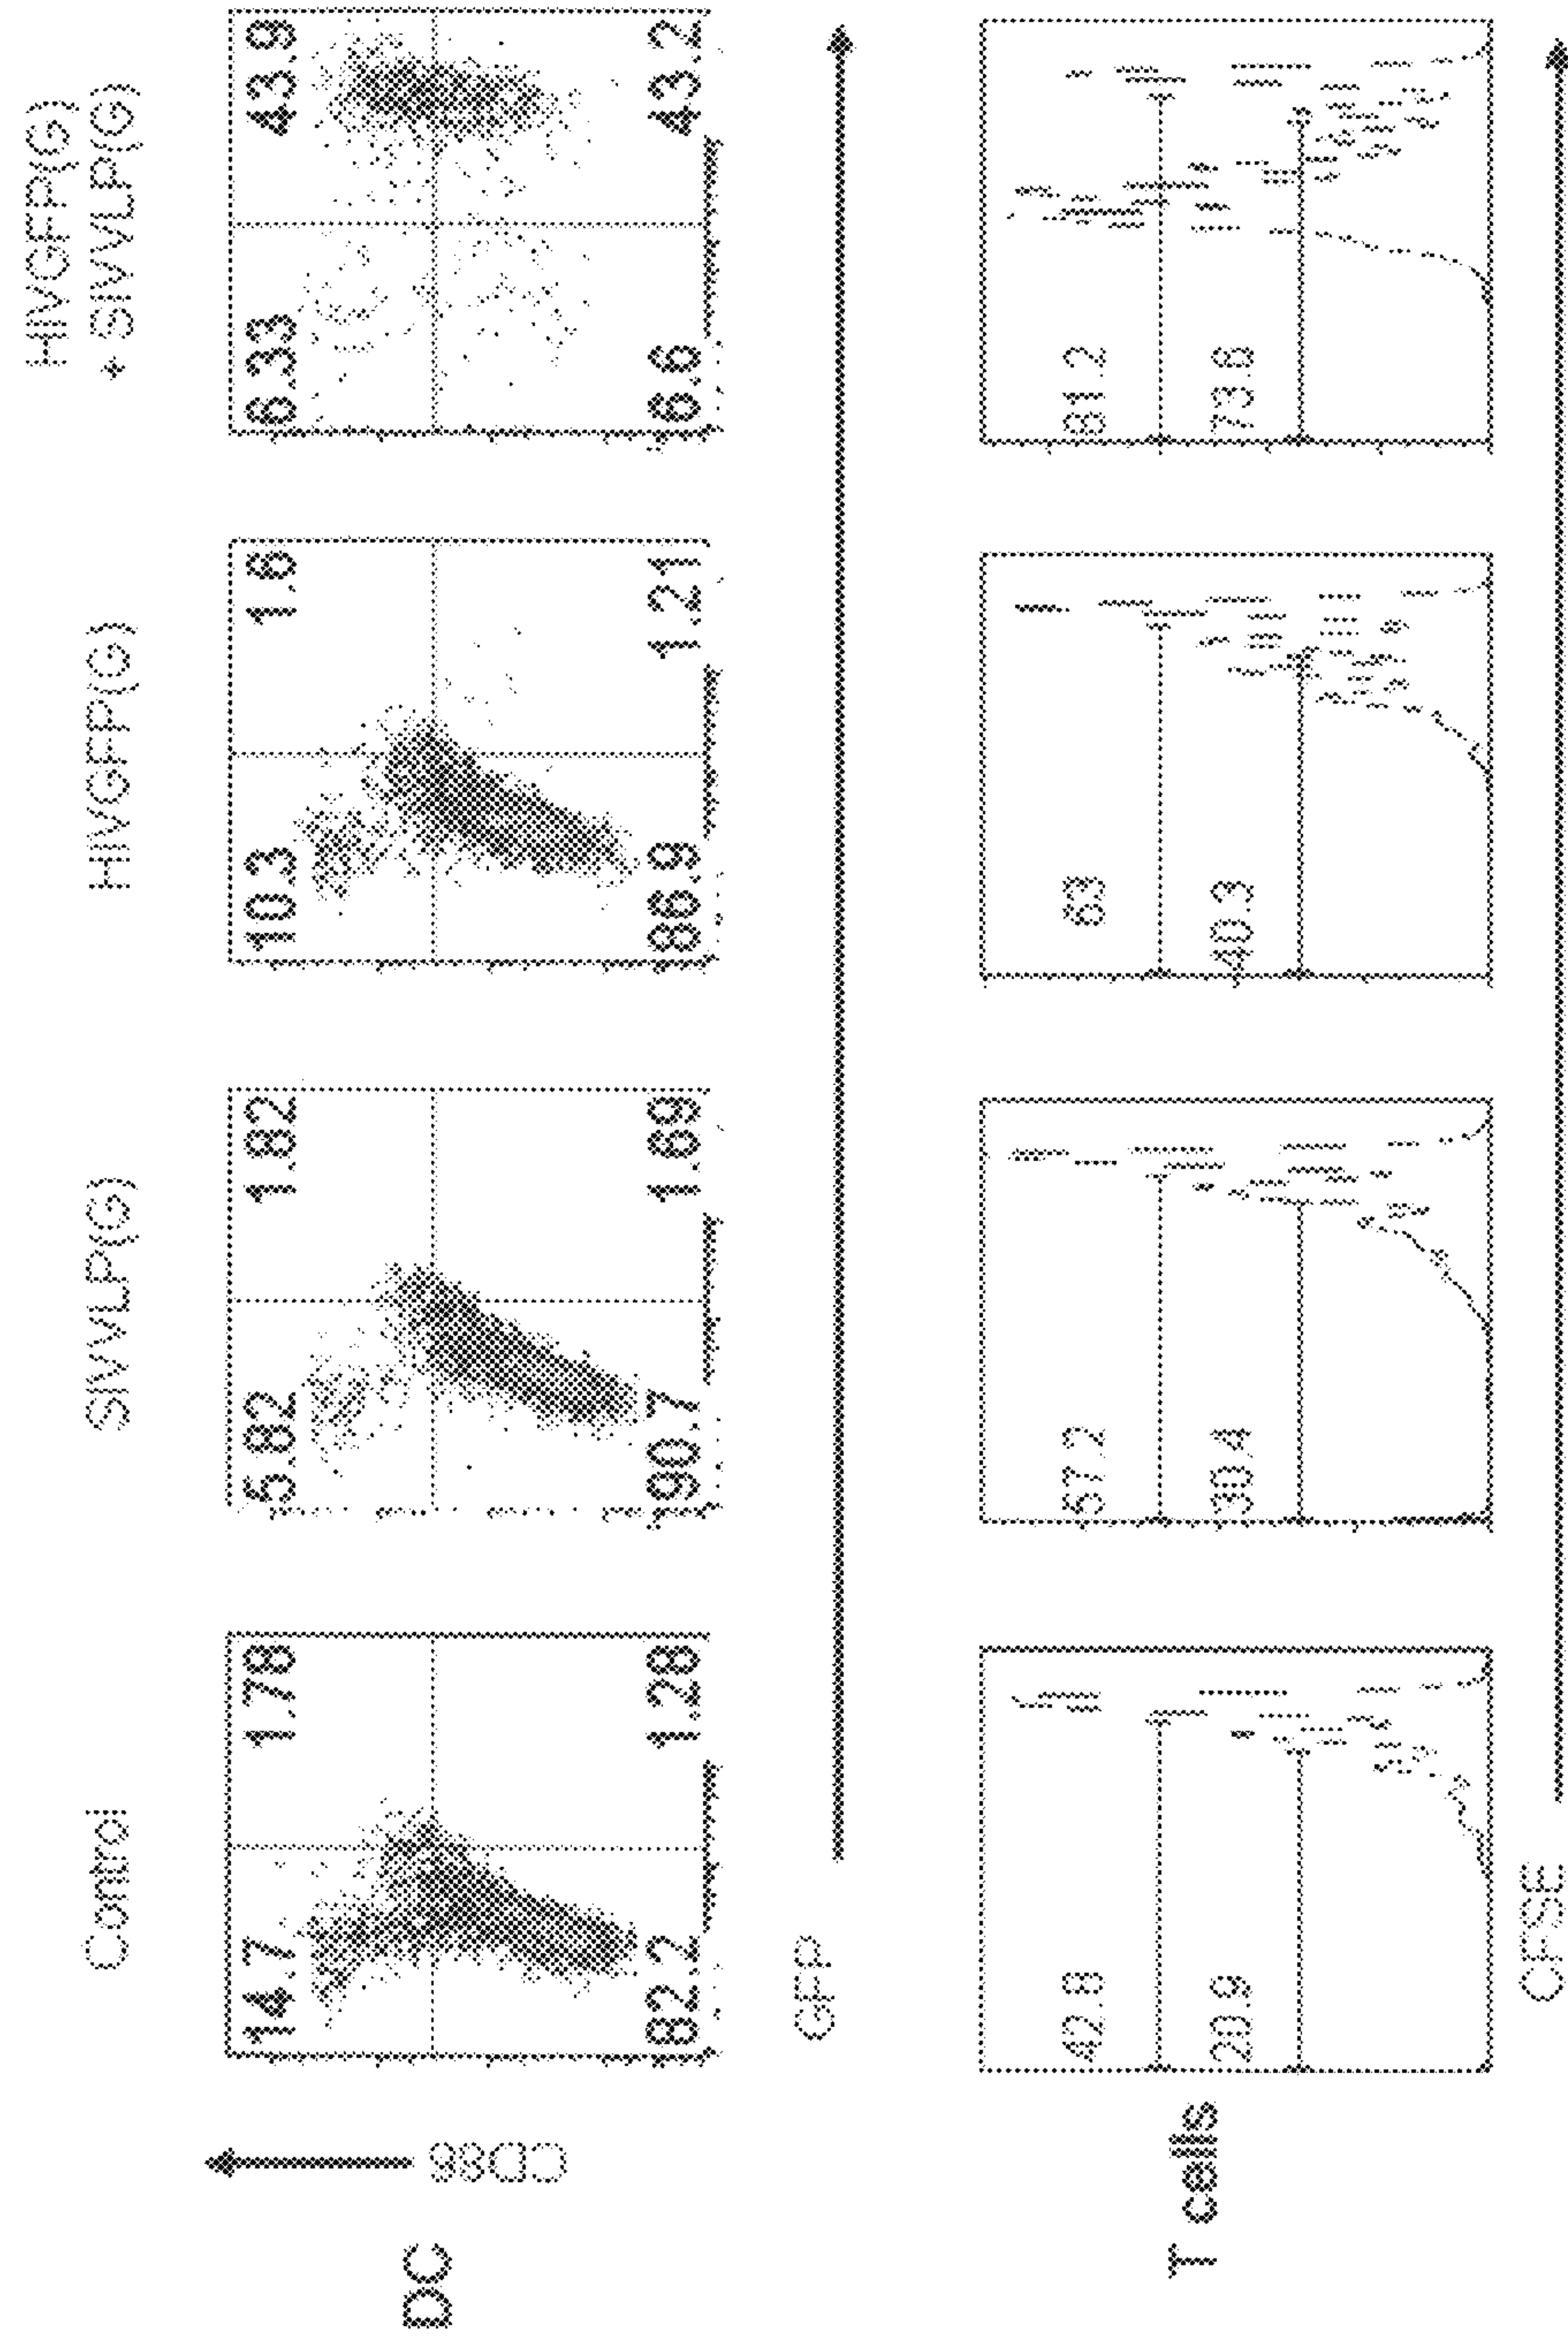 Control
SIVVLP(G)
HIVGFP(G)
HIVGFP(G)
+ SIVVLP(G)
DC
CD86
14.7
1.78
82.2
1.28
5.82
1.82
90.7
1.69
10.3
1.6
86.9
1.21
6.33
43.9
6.6
43.2
GFP
T cells
42.8
20.9
57.2
30.4
63
40.3
81.2
73.6
CFSE